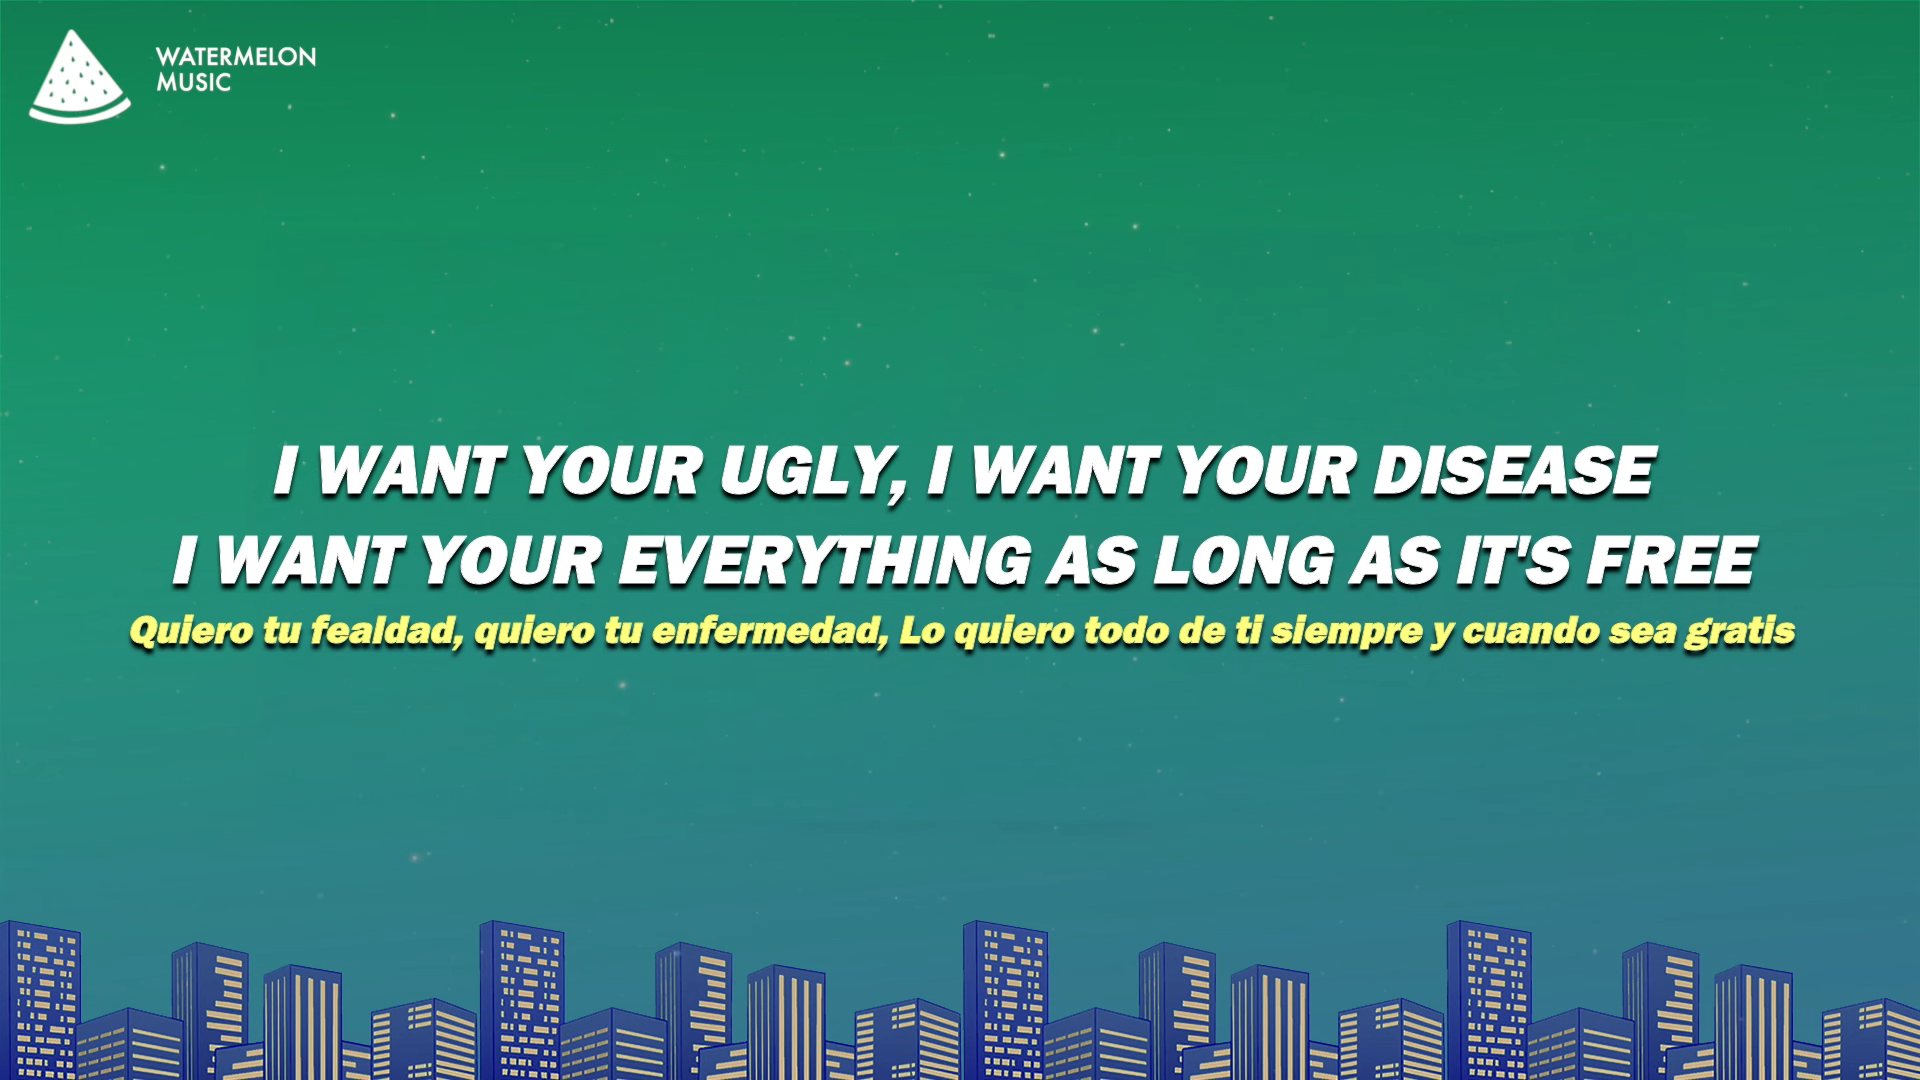 WATERMELON
MUSIC
I WANT YOUR UGLY, I WANT YOUR DISEASE
I WANT YOUR EVERYTHING AS LONG AS IT'S FREE
Quiero tu fealdad, quiero tu enfermedad, Lo quiero todo de ti siempre y cuando sea gratis